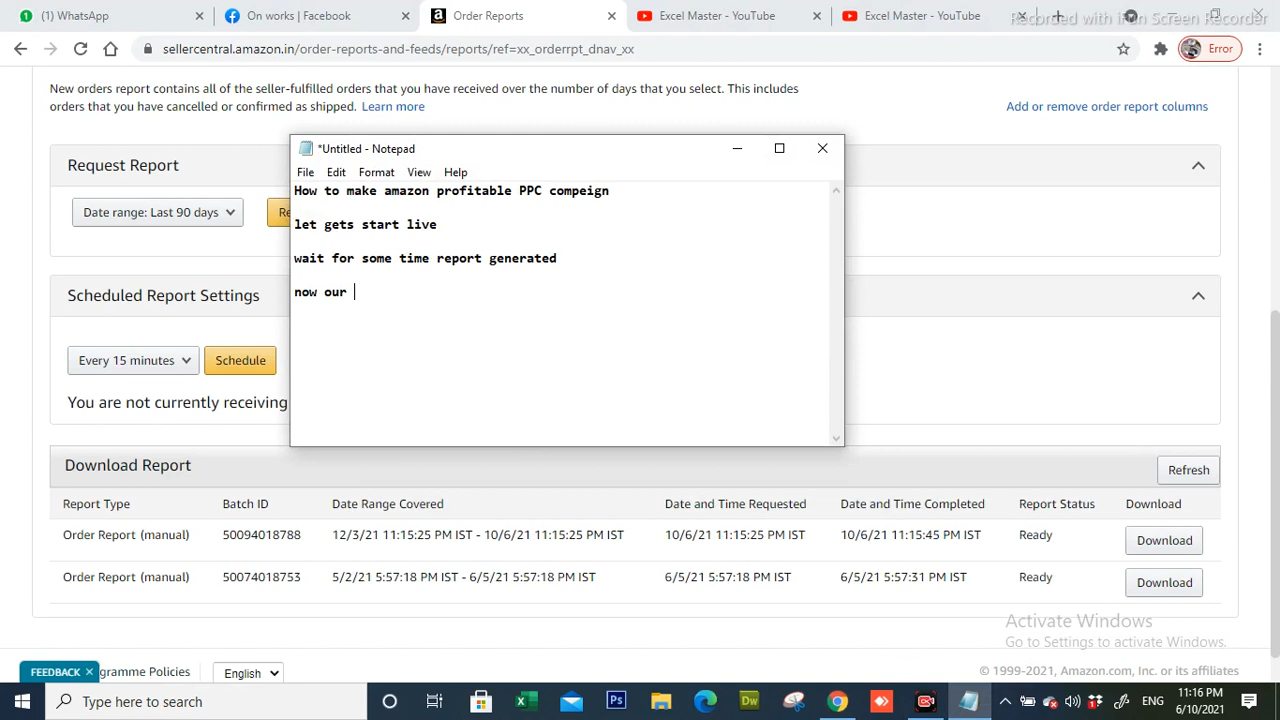 (1) WhatsApp
On works | Facebook
Order Reports
Excel Master - YouTube
Excel Master - YouTube
Recorded with iFun Screen Recorder
sellercentral.amazon.in/order-reports-and-feeds/reports/ref=xx_orderrpt_dnav_xx
Error
New orders report contains all of the seller-fulfilled orders that you have received over the number of days that you select. This includes
orders that you have cancelled or confirmed as shipped. Learn more
Add or remove order report columns
Request Report
Date range: Last 90 days
Re
*Untitled - Notepad
File Edit Format View Help
How to make amazon profitable PPC compeign
let gets start live
wait for some time report generated
now our
Scheduled Report Settings
Every 15 minutes
Schedule
You are not currently receiving
Download Report
Refresh
Report Type Batch ID Date Range Covered Date and Time Requested Date and Time Completed Report Status Download
Order Report (manual) 50094018788 12/3/21 11:15:25 PM IST - 10/6/21 11:15:25 PM IST 10/6/21 11:15:25 PM IST 10/6/21 11:15:45 PM IST Ready Download
Order Report (manual) 50074018753 5/2/21 5:57:18 PM IST - 6/5/21 5:57:18 PM IST 6/5/21 5:57:18 PM IST 6/5/21 5:57:31 PM IST Ready Download
Activate Windows
Go to Settings to activate Windows.
FEEDBACK
gramme Policies
English
© 1999-2021, Amazon.com, Inc. or its affiliates
Type here to search
Ps
Dw
ENG
11:16 PM
6/10/2021